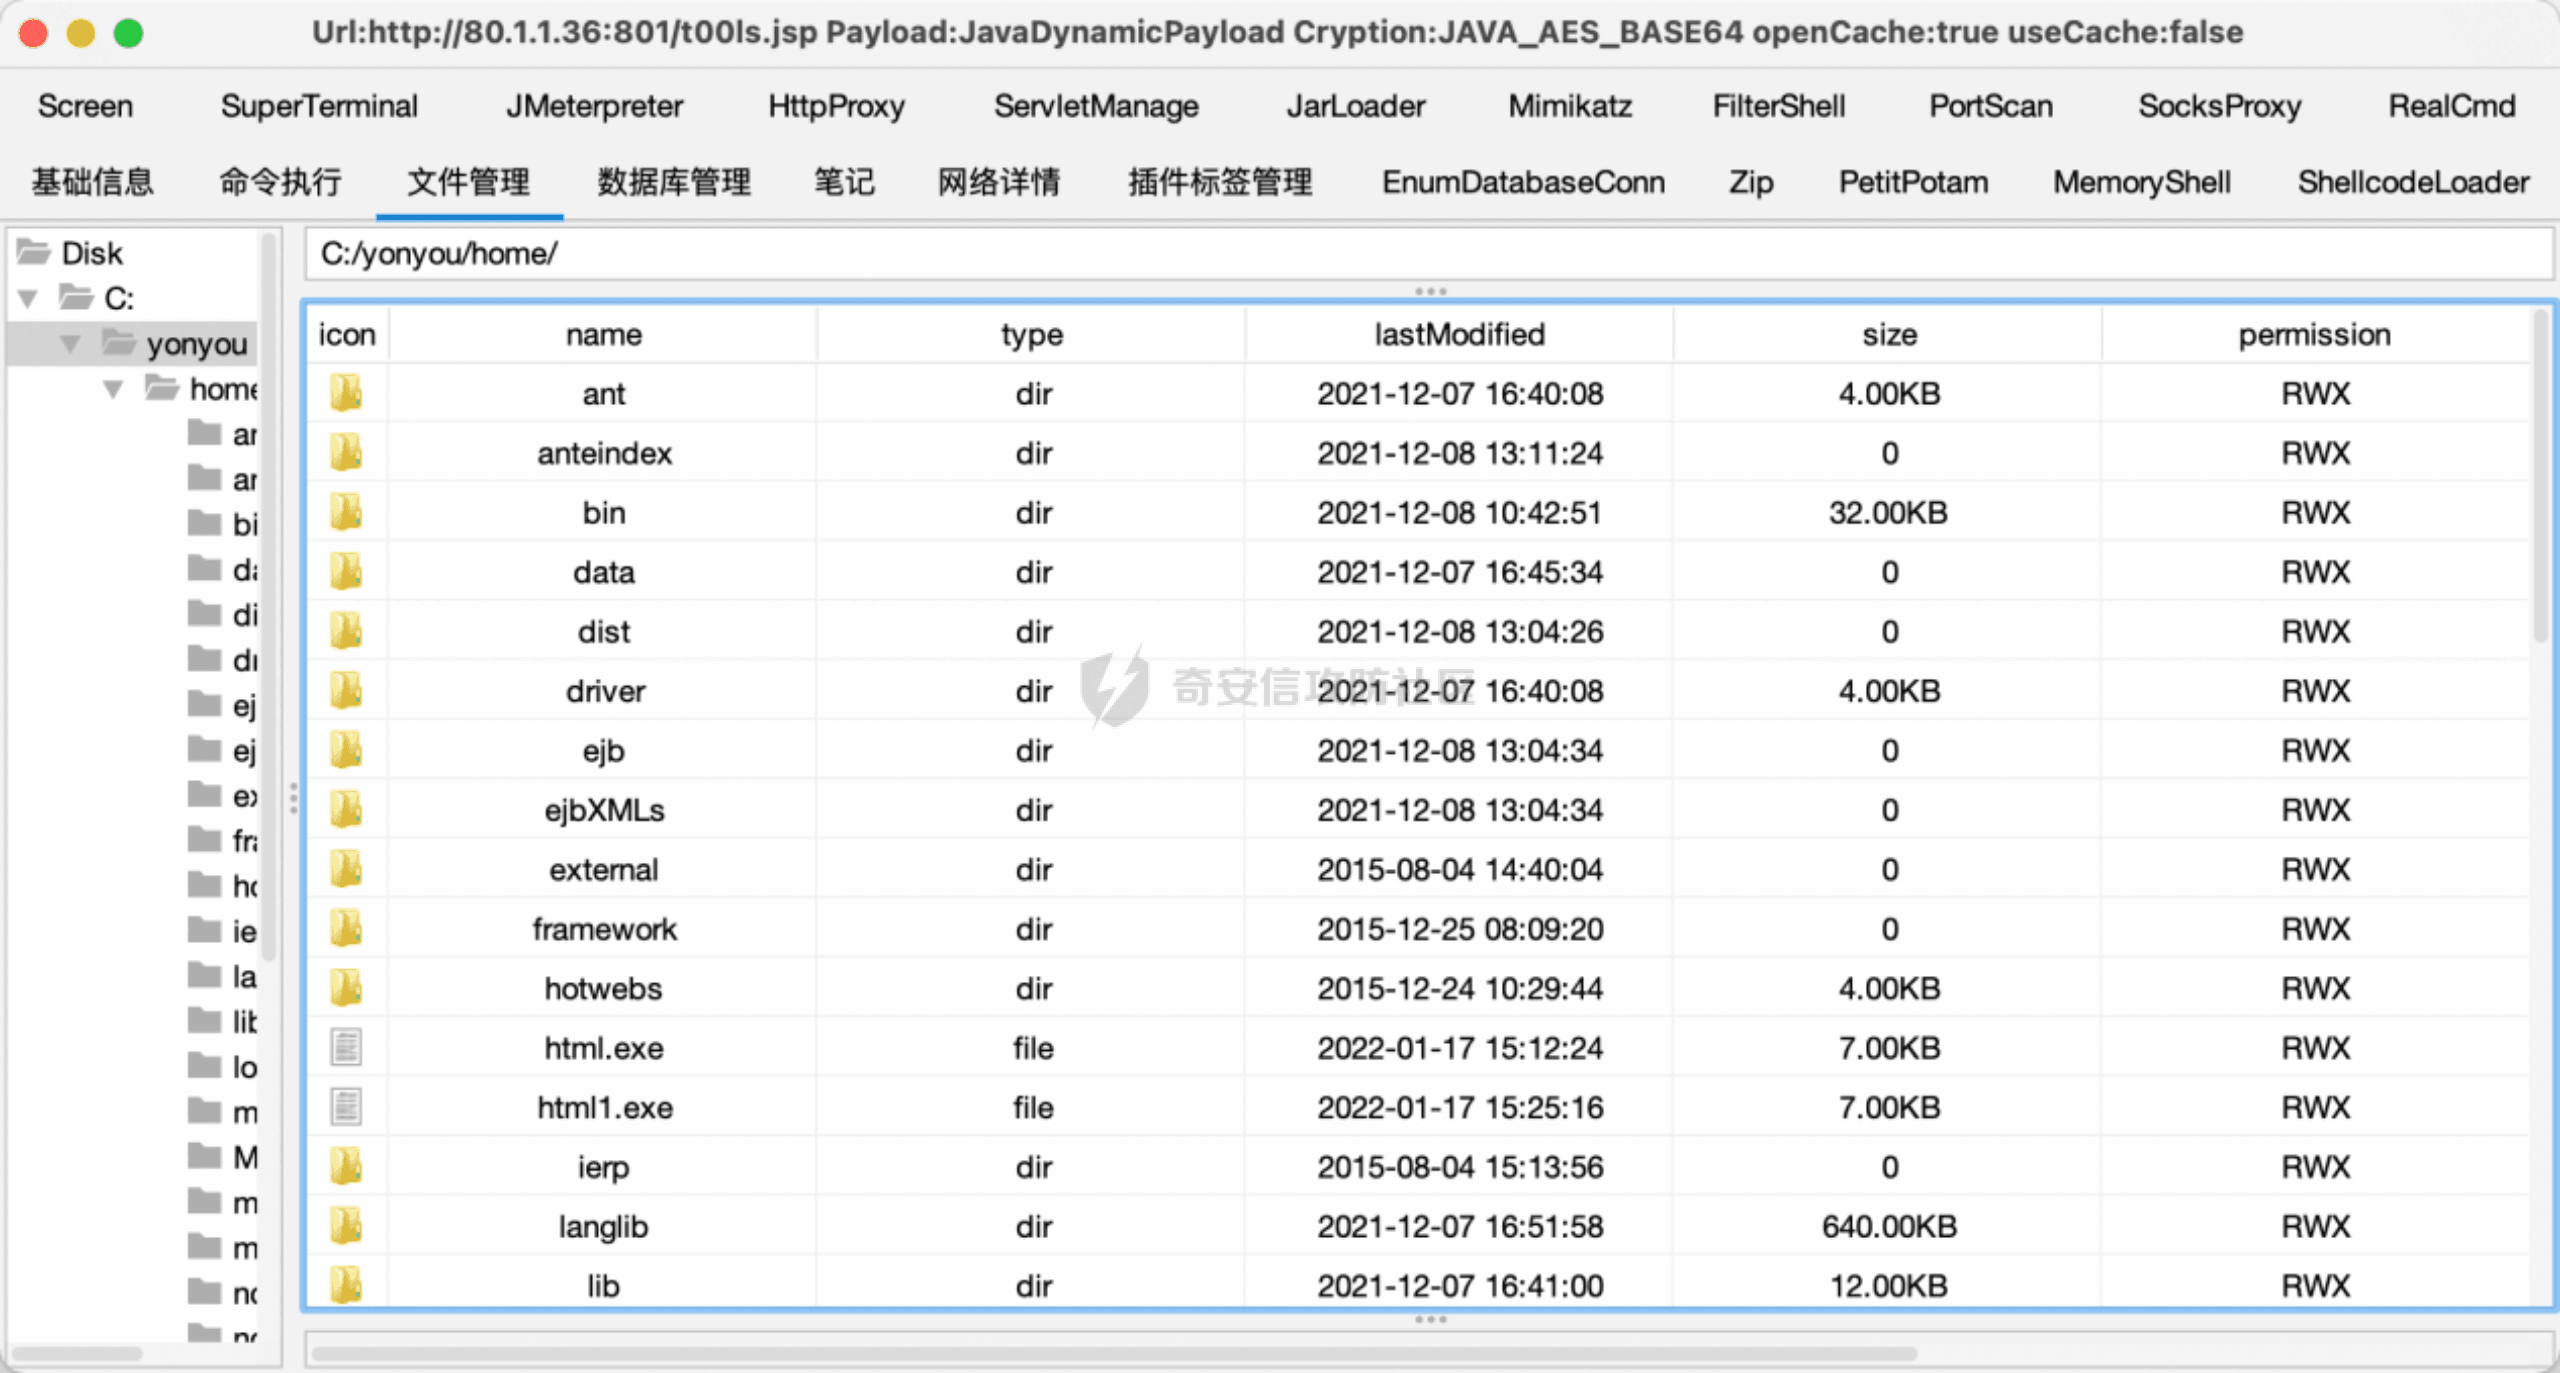 Url:http://80.1.1.36:801/t00ls.jsp Payload:JavaDynamicPayload Cryption:JAVA_AES_BASE64 openCache:true useCache:false
Screen SuperTerminal JMeterpreter HttpProxy ServletManage JarLoader Mimikatz FilterShell PortScan SocksProxy RealCmd
基础信息 命令执行 文件管理 数据库管理 笔记 网络详情 插件标签管理 EnumDatabaseConn Zip PetitPotam MemoryShell ShellcodeLoader
Disk
C:
yonyou
home
ar
ar
bi
da
di
dr
ej
ej
ex
fra
ho
ie
la
lib
lo
m
M
m
m
nc
C:/yonyou/home/
icon name type lastModified size permission
ant dir 2021-12-07 16:40:08 4.00KB RWX
anteindex dir 2021-12-08 13:11:24 0 RWX
bin dir 2021-12-08 10:42:51 32.00KB RWX
data dir 2021-12-07 16:45:34 0 RWX
dist dir 2021-12-08 13:04:26 0 RWX
driver dir 2021-12-07 16:40:08 4.00KB RWX
ejb dir 2021-12-08 13:04:34 0 RWX
ejbXMLs dir 2021-12-08 13:04:34 0 RWX
external dir 2015-08-04 14:40:04 0 RWX
framework dir 2015-12-25 08:09:20 0 RWX
hotwebs dir 2015-12-24 10:29:44 4.00KB RWX
html.exe file 2022-01-17 15:12:24 7.00KB RWX
html1.exe file 2022-01-17 15:25:16 7.00KB RWX
ierp dir 2015-08-04 15:13:56 0 RWX
langlib dir 2021-12-07 16:51:58 640.00KB RWX
lib dir 2021-12-07 16:41:00 12.00KB RWX
奇安信攻防社区